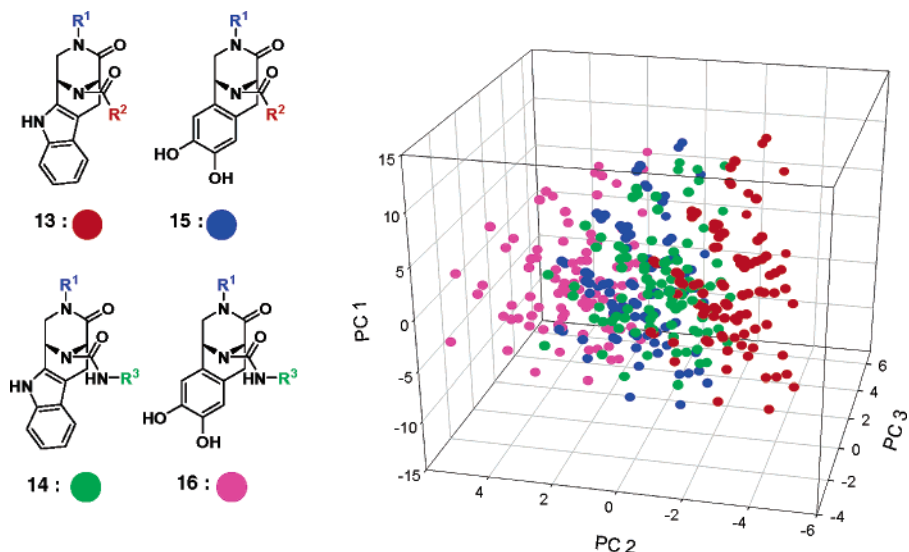 R¹
N
O
N
O
HN
R²
13 :
R¹
N
O
N
O
R²
HO
OH
15 :
R¹
N
O
N
O
HN
HN-R³
14 :
R¹
N
O
N
O
HN-R³
HO
OH
16 :
PC 1
15
10
5
0
-5
-10
-15
4
2
0
-2
-4
-6
PC 2
6
4
2
0
-2
-4
PC 3